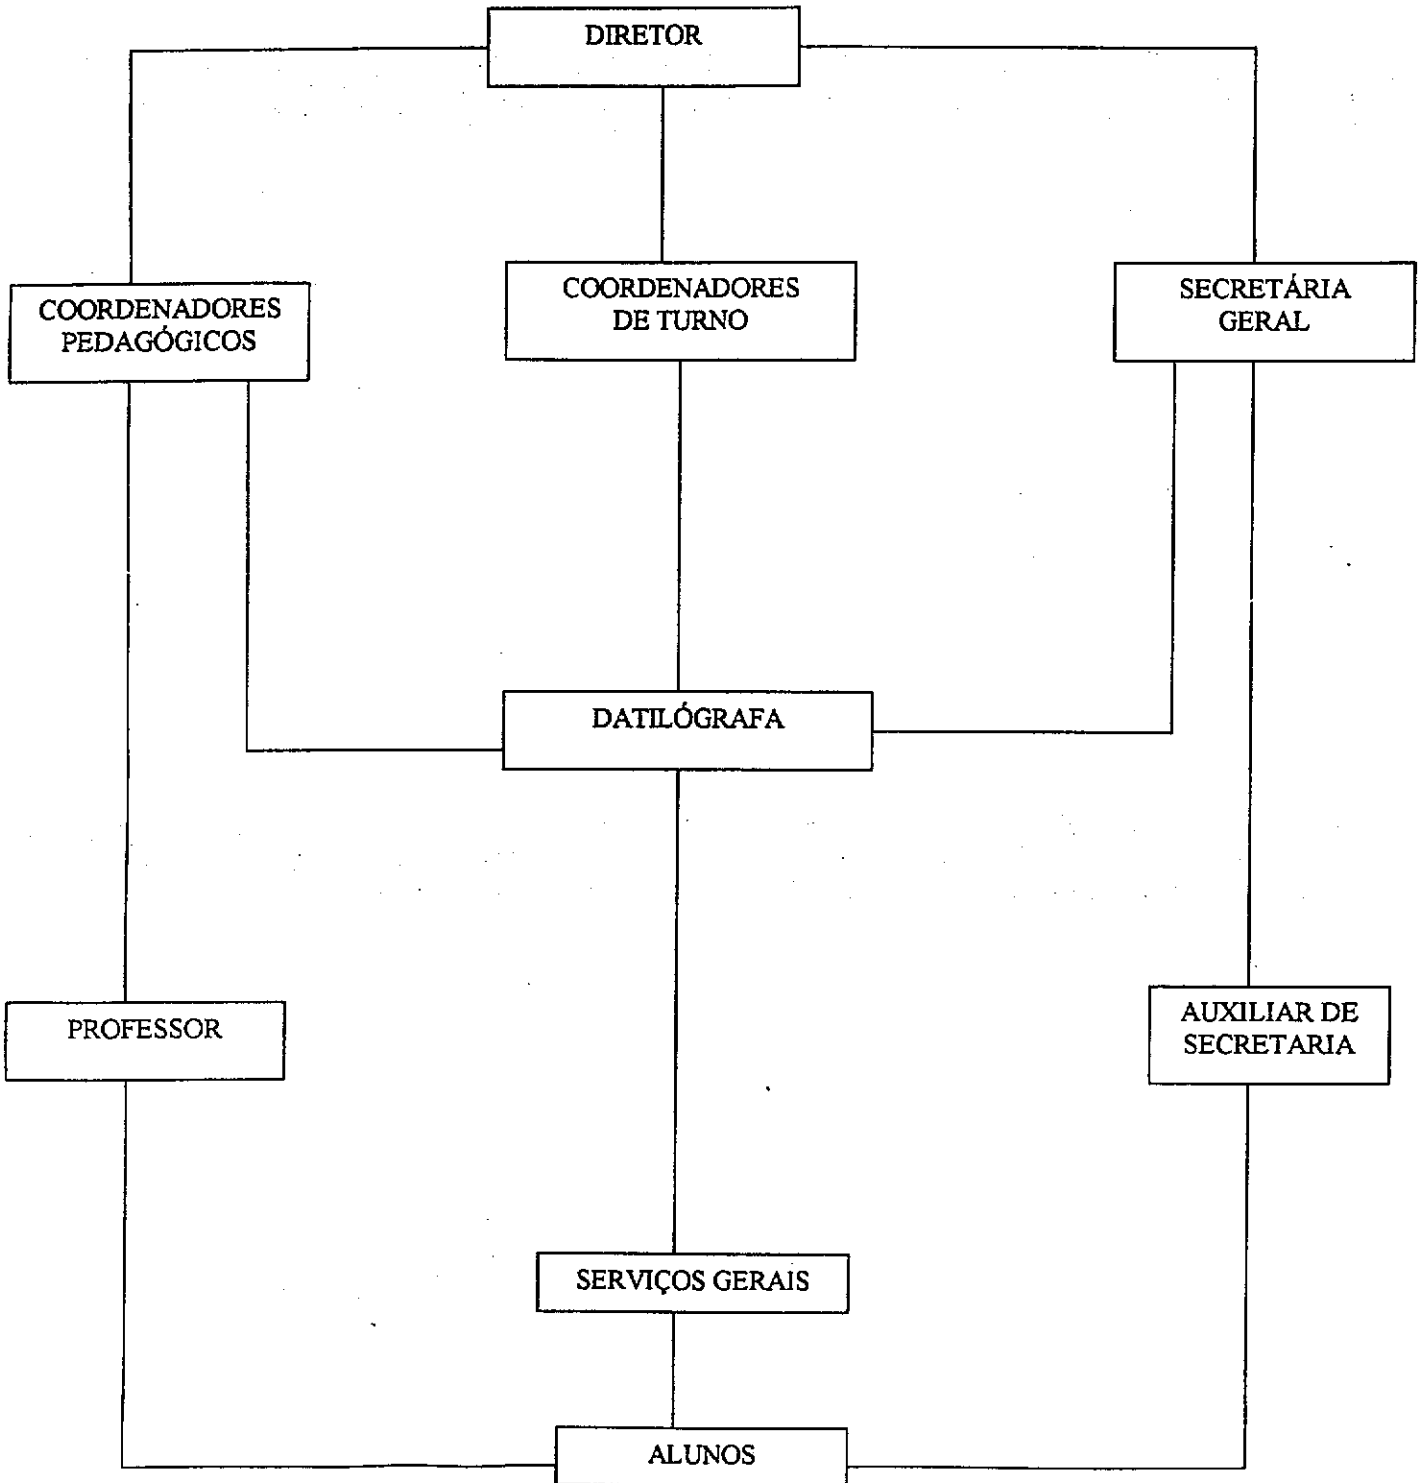 DIRETOR
COORDENADORES
PEDAGÓGICOS
COORDENADORES
DE TURNO
SECRETÁRIA
GERAL
DATILÓGRAFA
PROFESSOR
AUXILIAR DE
SECRETARIA
SERVIÇOS GERAIS
ALUNOS